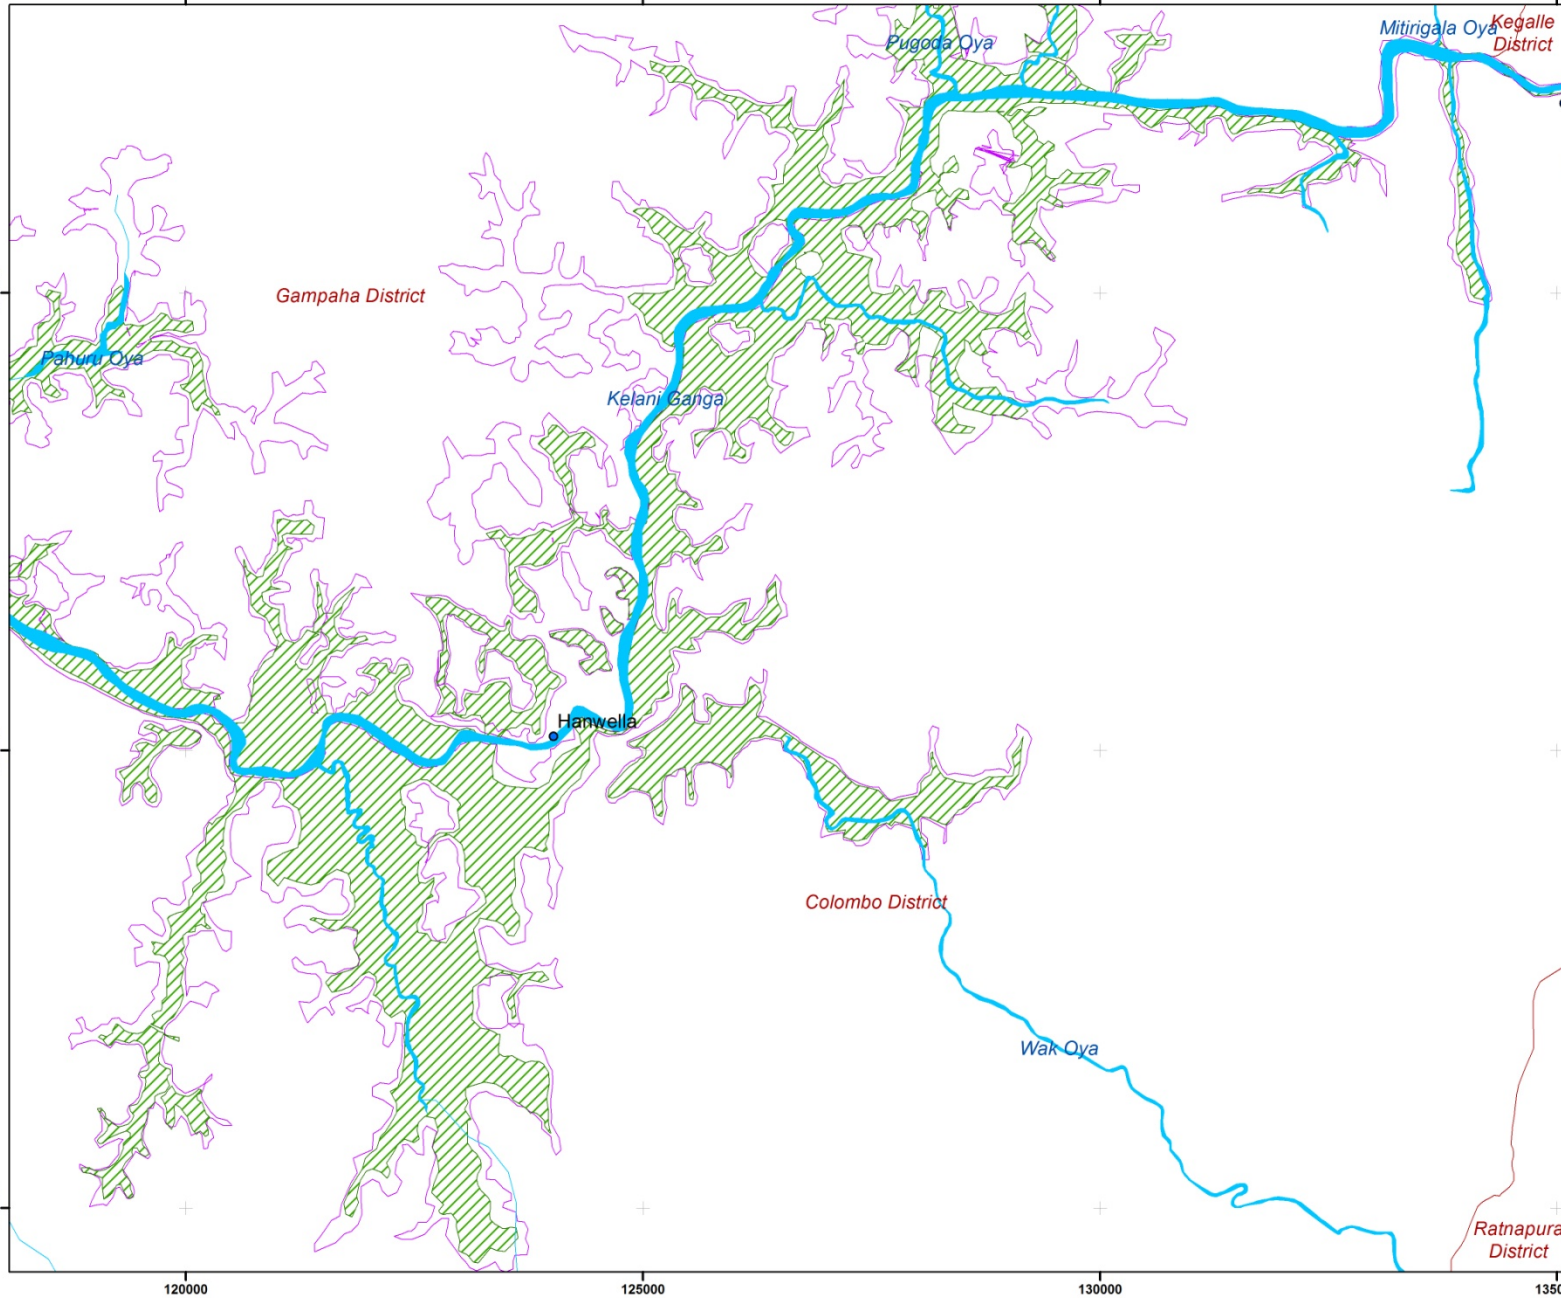 Pugoda Oya
Mitirigala Oya
Kegalle
District
Gampaha District
Pahuru Oya
Kelani Ganga
Hanwella
Colombo District
Wak Oya
Ratnapura
District
120000
125000
130000
1350